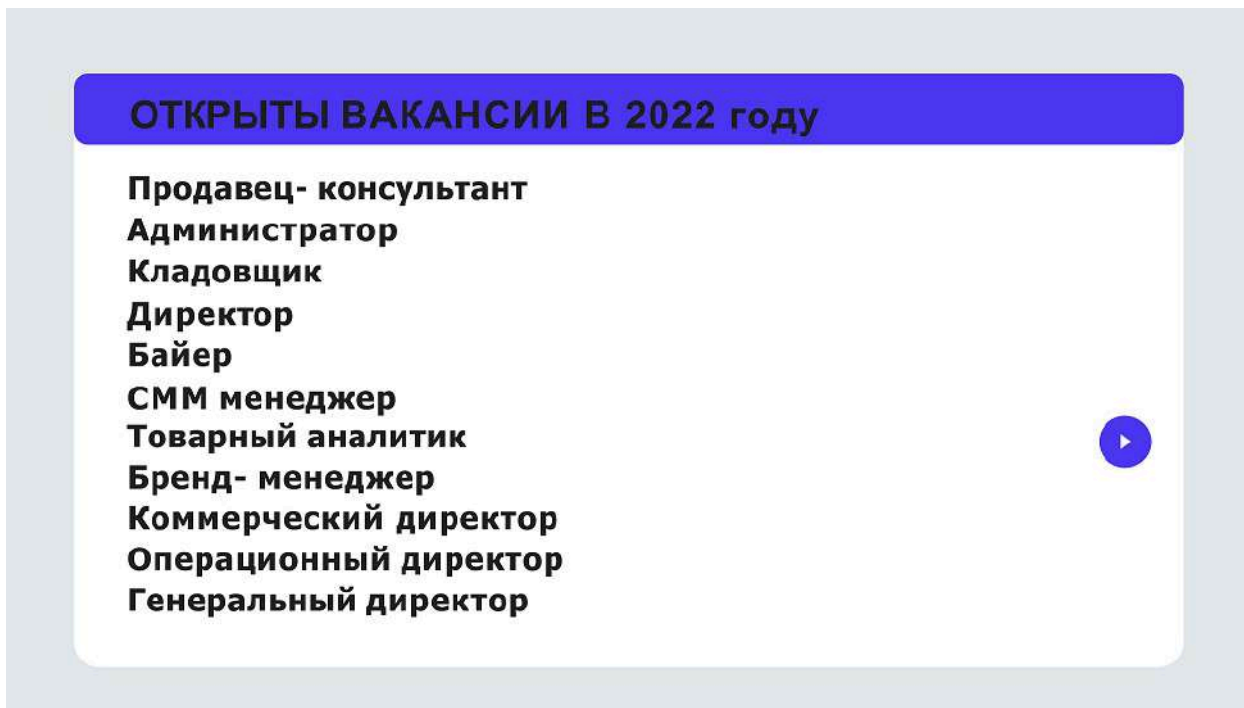 ОТКРЫТЫ ВАКАНСИИ В 2022 году
Продавец- консультант
Администратор
Кладовщик
Директор
Байер
СММ менеджер
Товарный аналитик
Бренд- менеджер
Коммерческий директор
Операционный директор
Генеральный директор